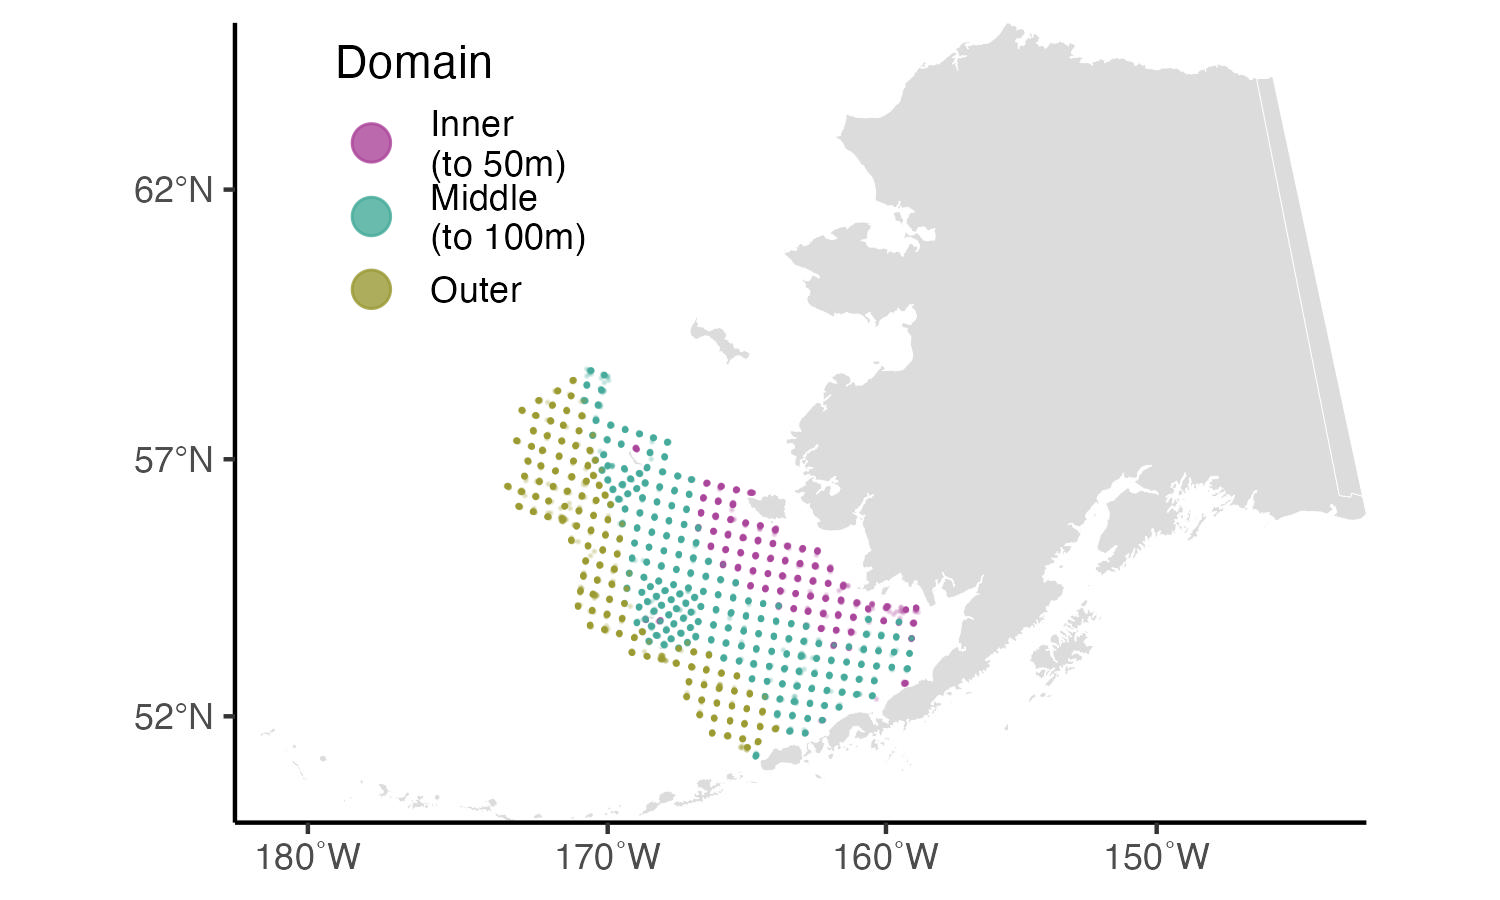 Domain
Inner
(to 50m)
Middle
(to 100m)
Outer
62°N
57°N
52°N
180°W
170°W
160°W
150°W